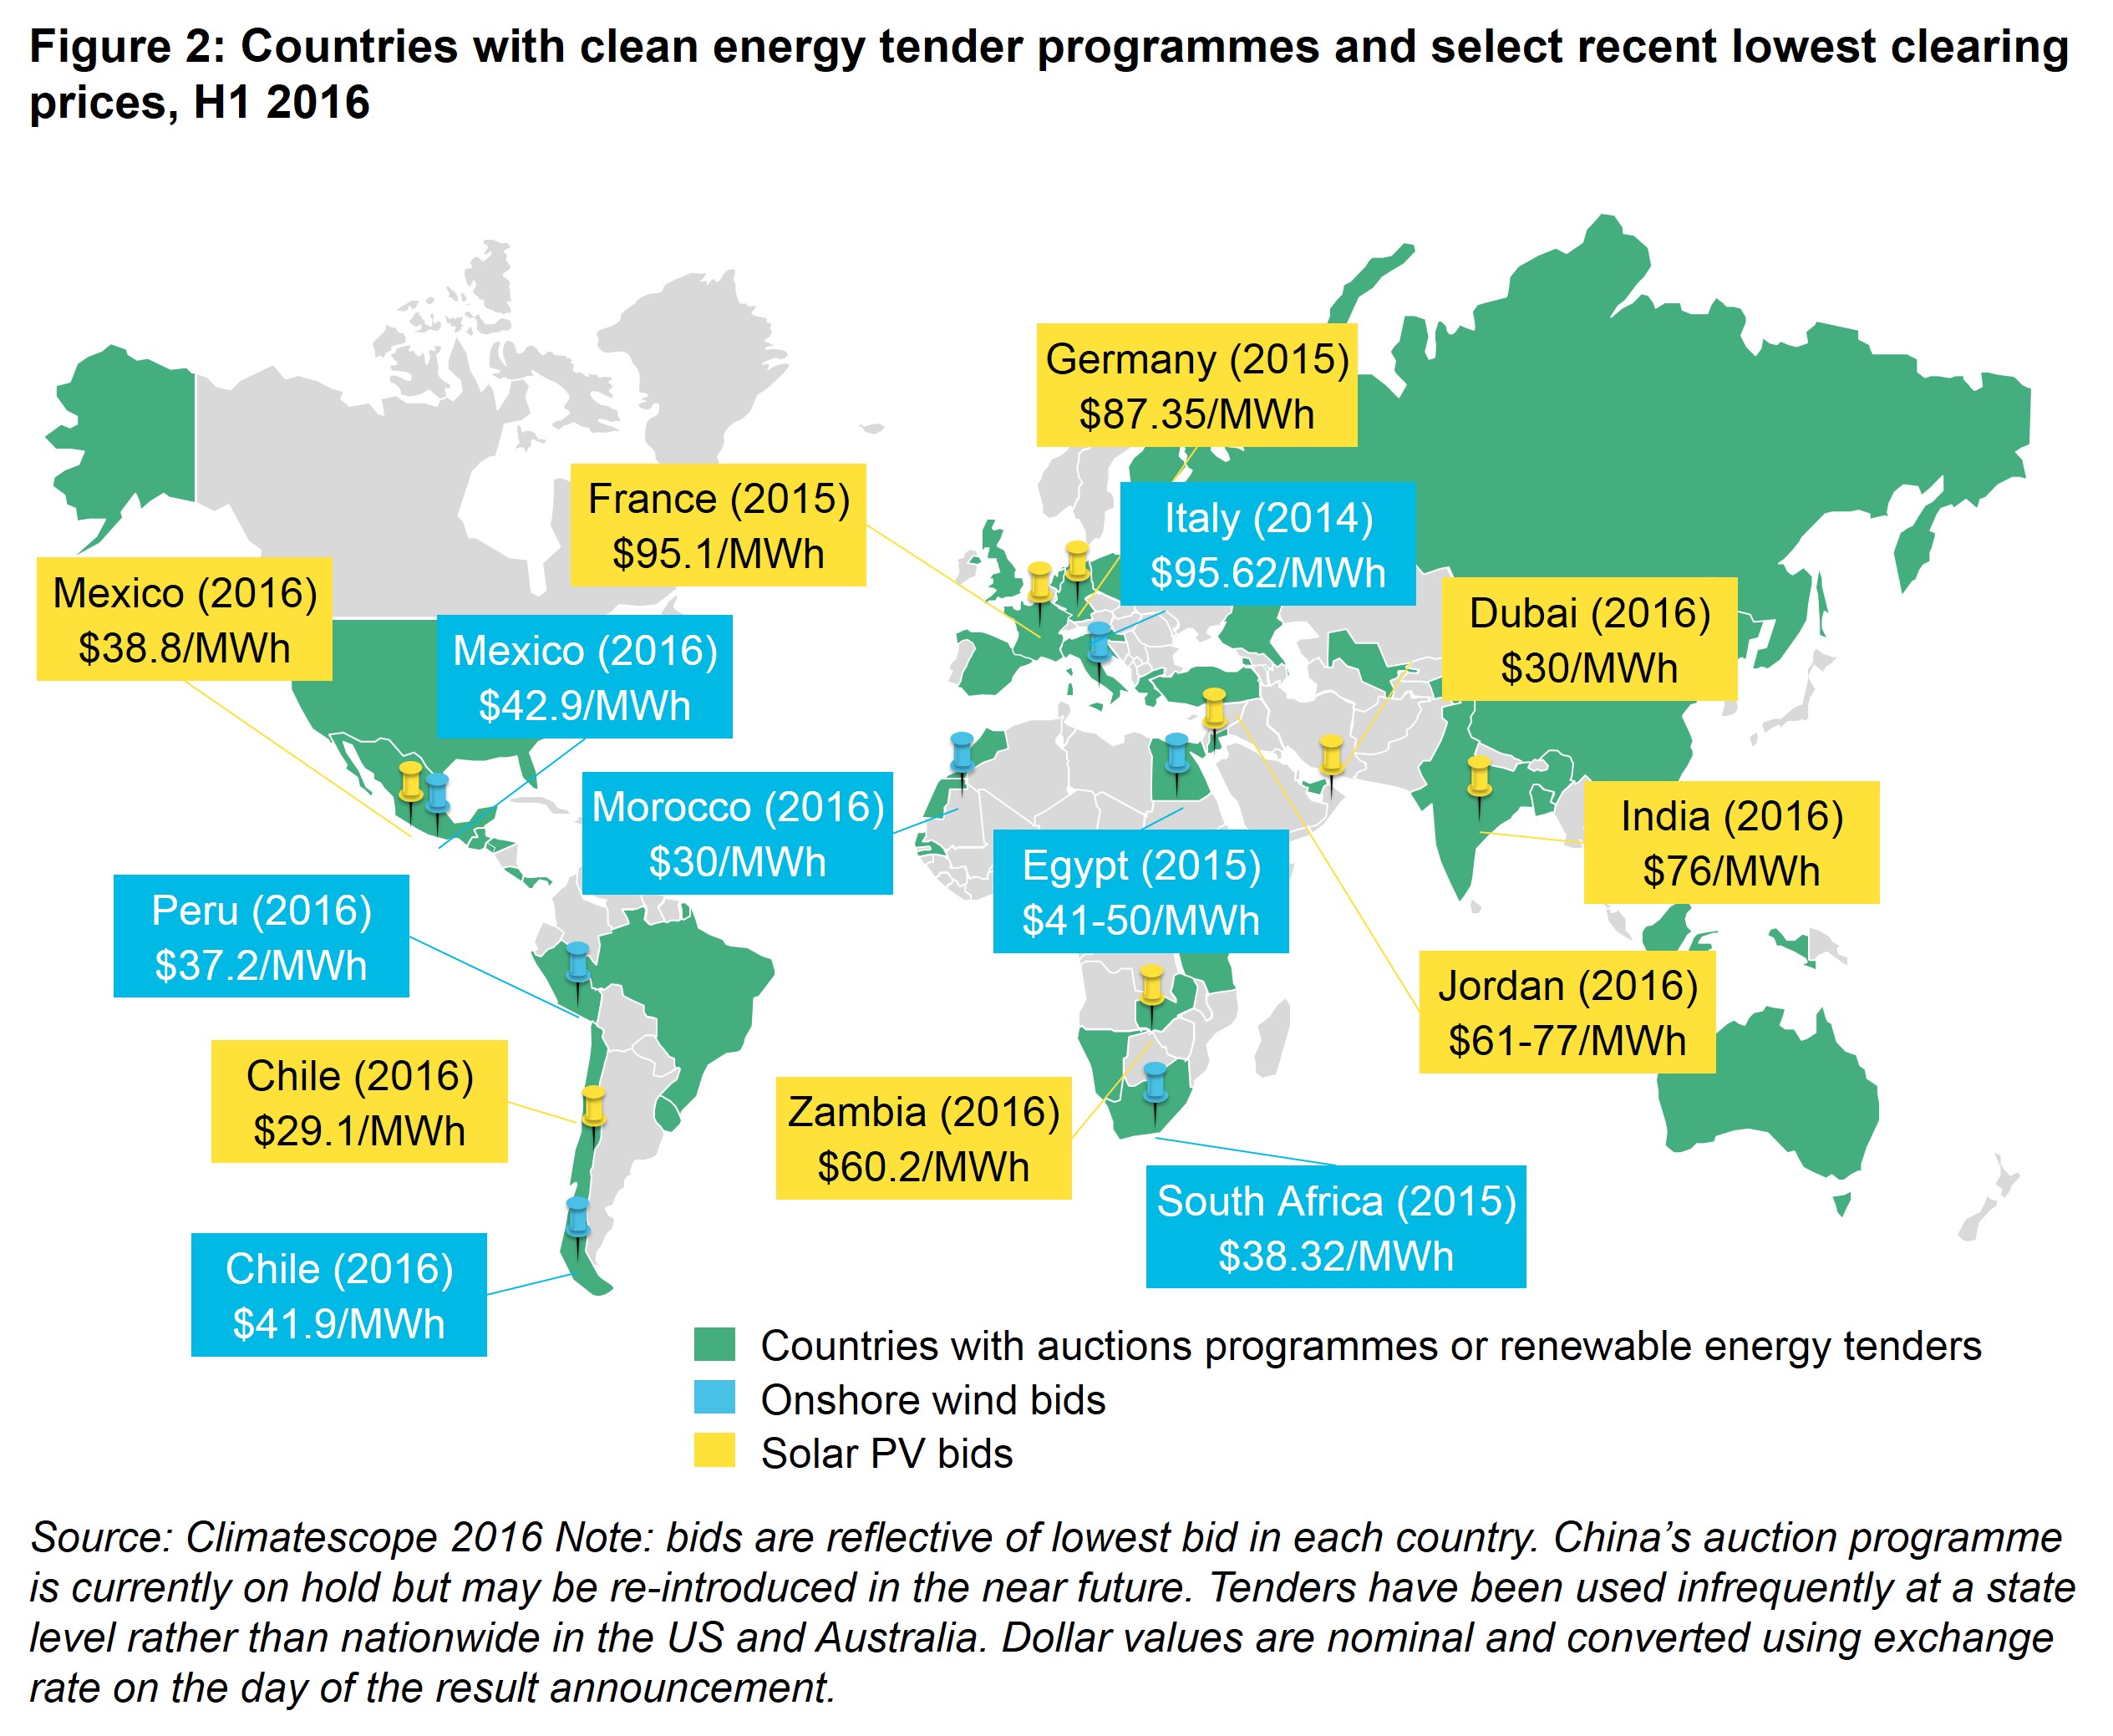 Figure 2: Countries with clean energy tender programmes and select recent lowest clearing
prices, H1 2016
Germany (2015)
$87.35/MWh
France (2015)
$95.1/MWh
Italy (2014)
$95.62/MWh
Mexico (2016)
$38.8/MWh
Mexico (2016)
$42.9/MWh
Dubai (2016)
$30/MWh
Morocco (2016)
$30/MWh
Egypt (2015)
$41-50/MWh
India (2016)
$76/MWh
Peru (2016)
$37.2/MWh
Jordan (2016)
$61-77/MWh
Chile (2016)
$29.1/MWh
Zambia (2016)
$60.2/MWh
South Africa (2015)
$38.32/MWh
Chile (2016)
$41.9/MWh
Countries with auctions programmes or renewable energy tenders
Onshore wind bids
Solar PV bids
Source: Climatescope 2016 Note: bids are reflective of lowest bid in each country. China’s auction programme
is currently on hold but may be re-introduced in the near future. Tenders have been used infrequently at a state
level rather than nationwide in the US and Australia. Dollar values are nominal and converted using exchange
rate on the day of the result announcement.